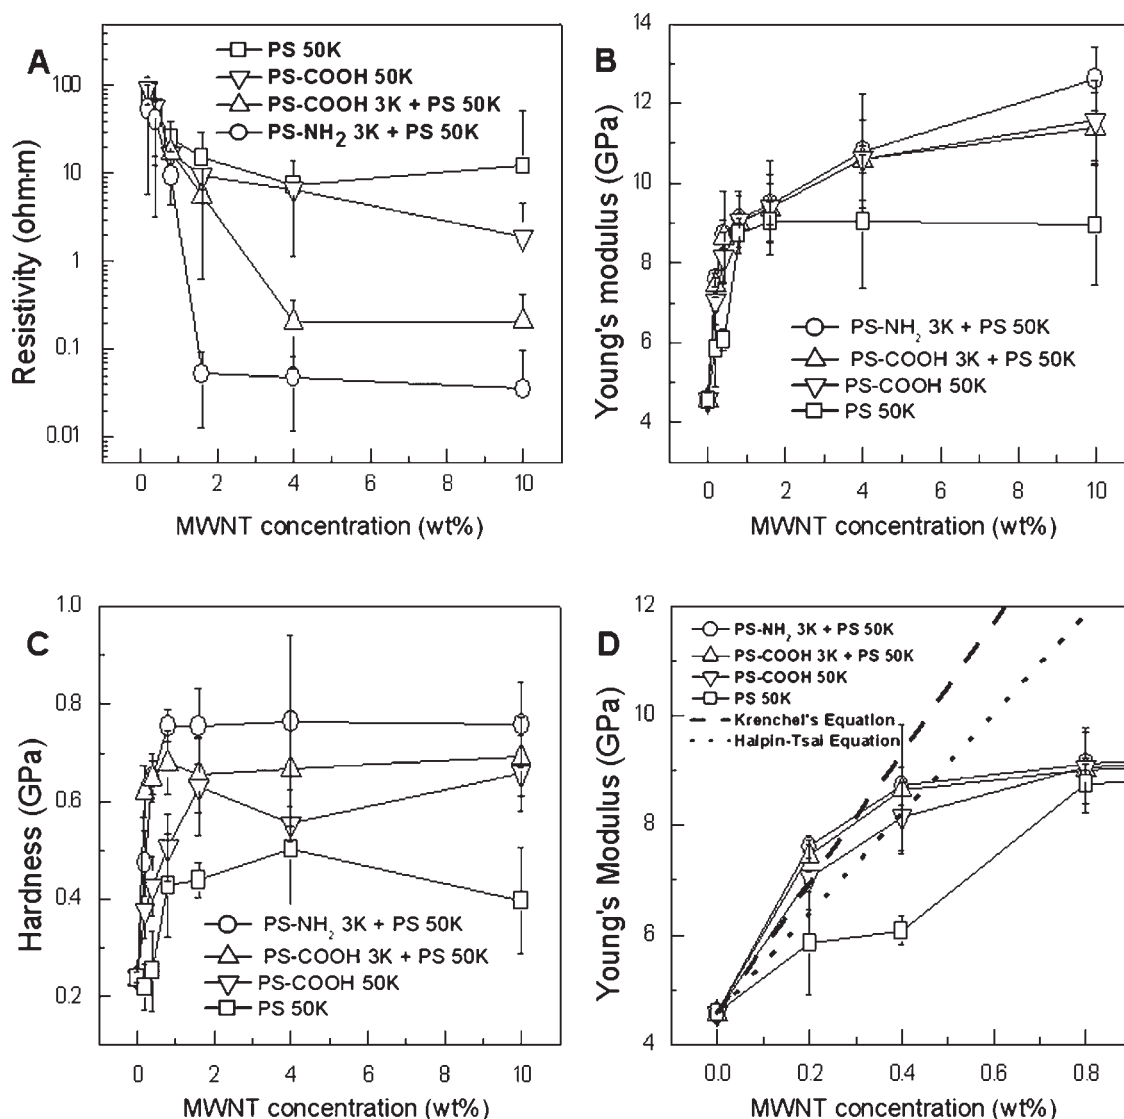 A
PS 50K
PS-COOH 50K
PS-COOH 3K + PS 50K
PS-NH₂ 3K + PS 50K
100
10
1
0.1
0.01
Resistivity (ohm-m)
0 2 4 6 8 10
MWNT concentration (wt%)
B
14
12
10
8
6
4
Young's modulus (GPa)
PS-NH₂ 3K + PS 50K
PS-COOH 3K + PS 50K
PS-COOH 50K
PS 50K
0 2 4 6 8 10
MWNT concentration (wt%)
C
1.0
0.8
0.6
0.4
0.2
Hardness (GPa)
PS-NH₂ 3K + PS 50K
PS-COOH 3K + PS 50K
PS-COOH 50K
PS 50K
0 2 4 6 8 10
MWNT concentration (wt%)
D
PS-NH₂ 3K + PS 50K
PS-COOH 3K + PS 50K
PS-COOH 50K
PS 50K
Krenchel's Equation
Halpin-Tsai Equation
12
10
8
6
4
Young's Modulus (GPa)
0.0 0.2 0.4 0.6 0.8
MWNT concentration (wt%)